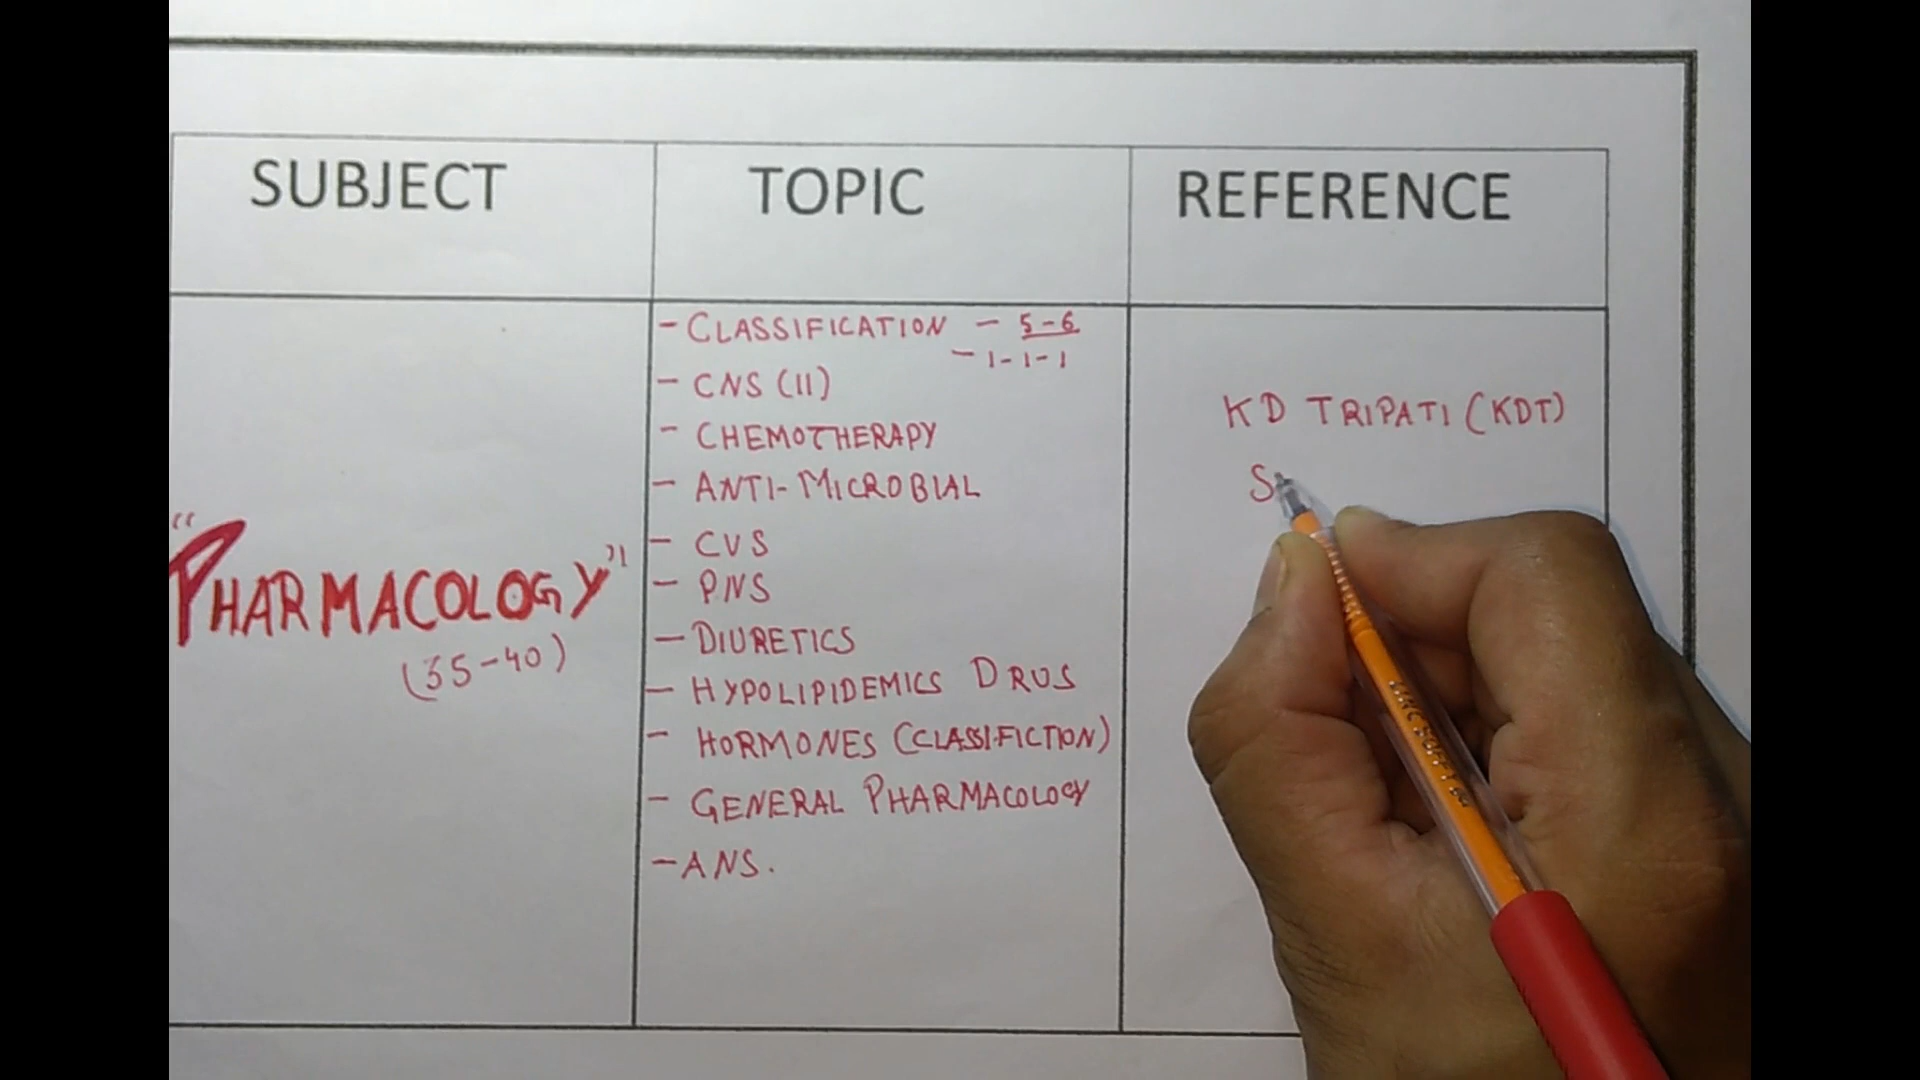 SUBJECT
TOPIC
REFERENCE
"PHARMACOLOGY"
(35-40)
- CLASSIFICATION - 5-6
- 1-1-1
- CNS (11)
- CHEMOTHERAPY
- ANTI-MICROBIAL
- CVS
- PNS
- DIURETICS
- HYPOLIPIDEMICS DRUS
- HORMONES (CLASSIFICTION)
- GENERAL PHARMACOLOGY
- ANS.
KD TRIPATI (KDT)
S